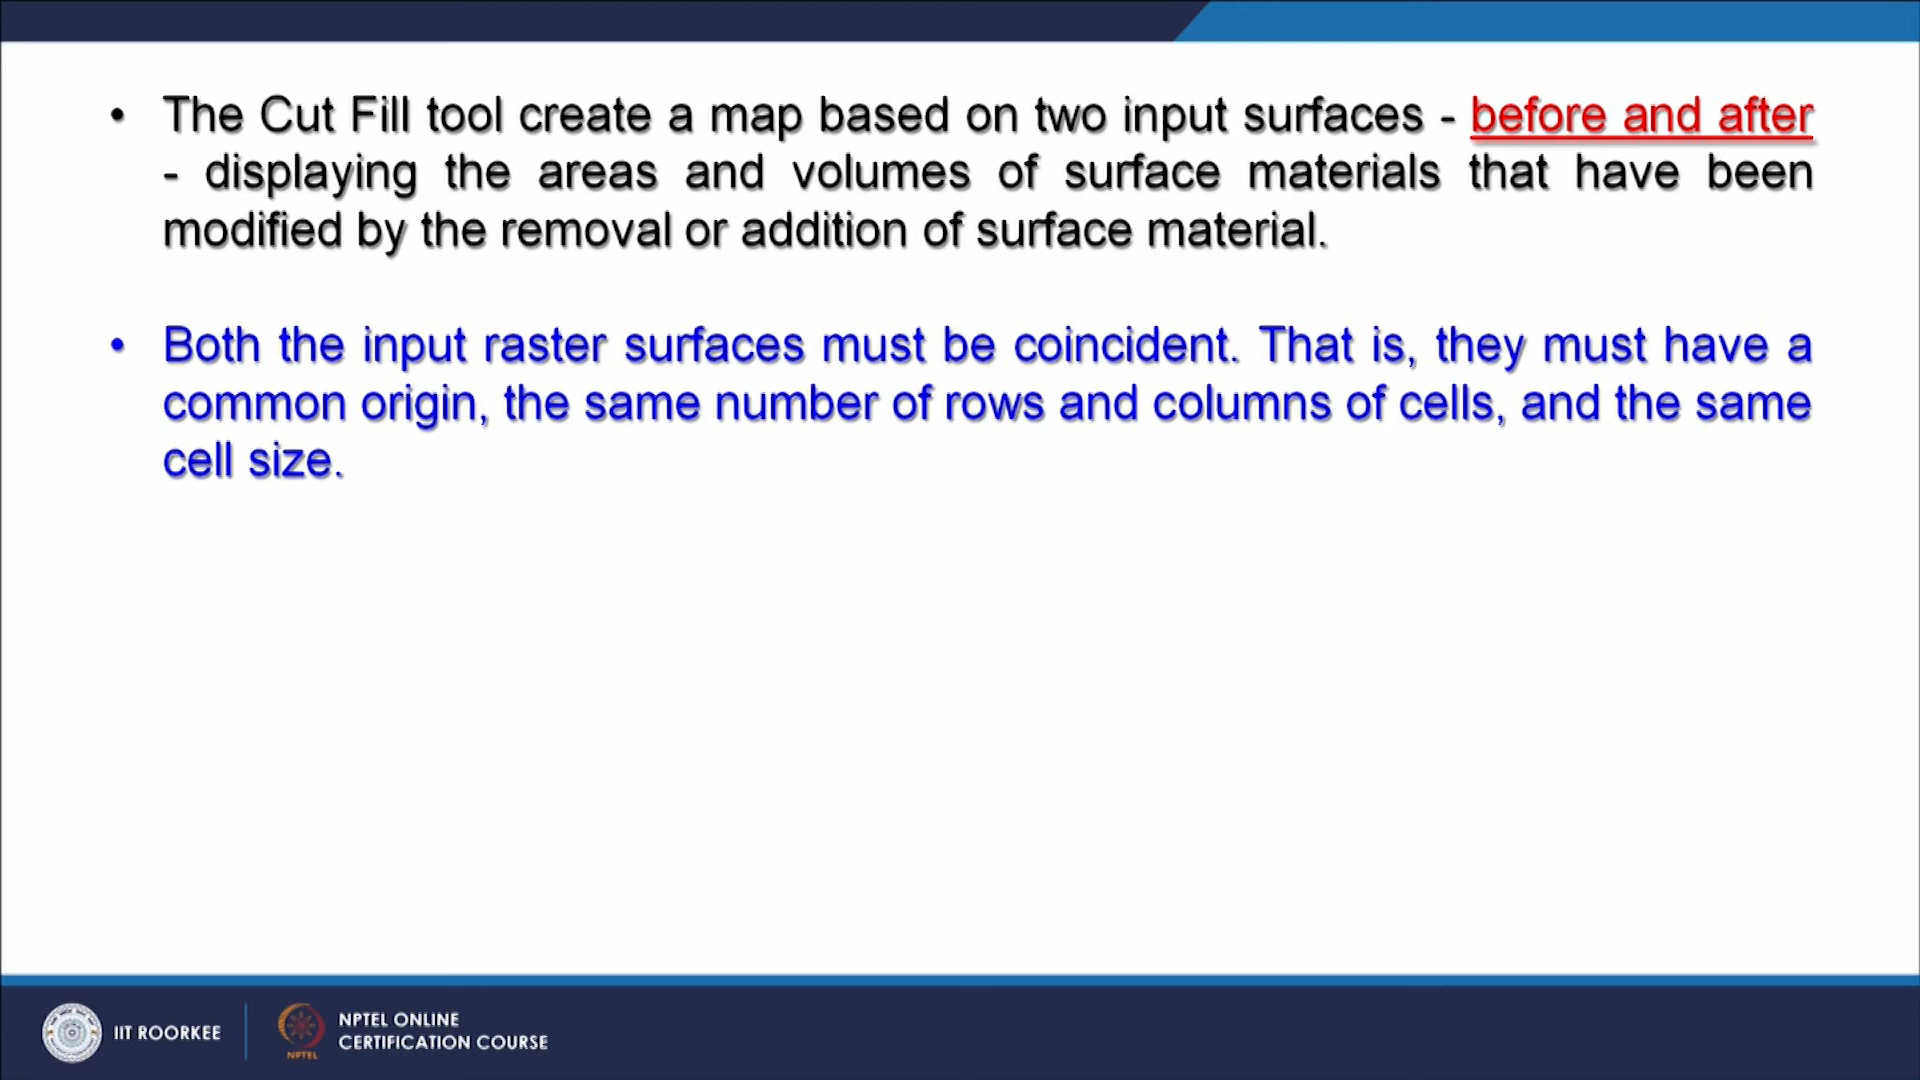 • The Cut Fill tool create a map based on two input surfaces - before and after
- displaying the areas and volumes of surface materials that have been
modified by the removal or addition of surface material.
• Both the input raster surfaces must be coincident. That is, they must have a
common origin, the same number of rows and columns of cells, and the same
cell size.
IIT ROORKEE
NPTEL
NPTEL ONLINE
CERTIFICATION COURSE